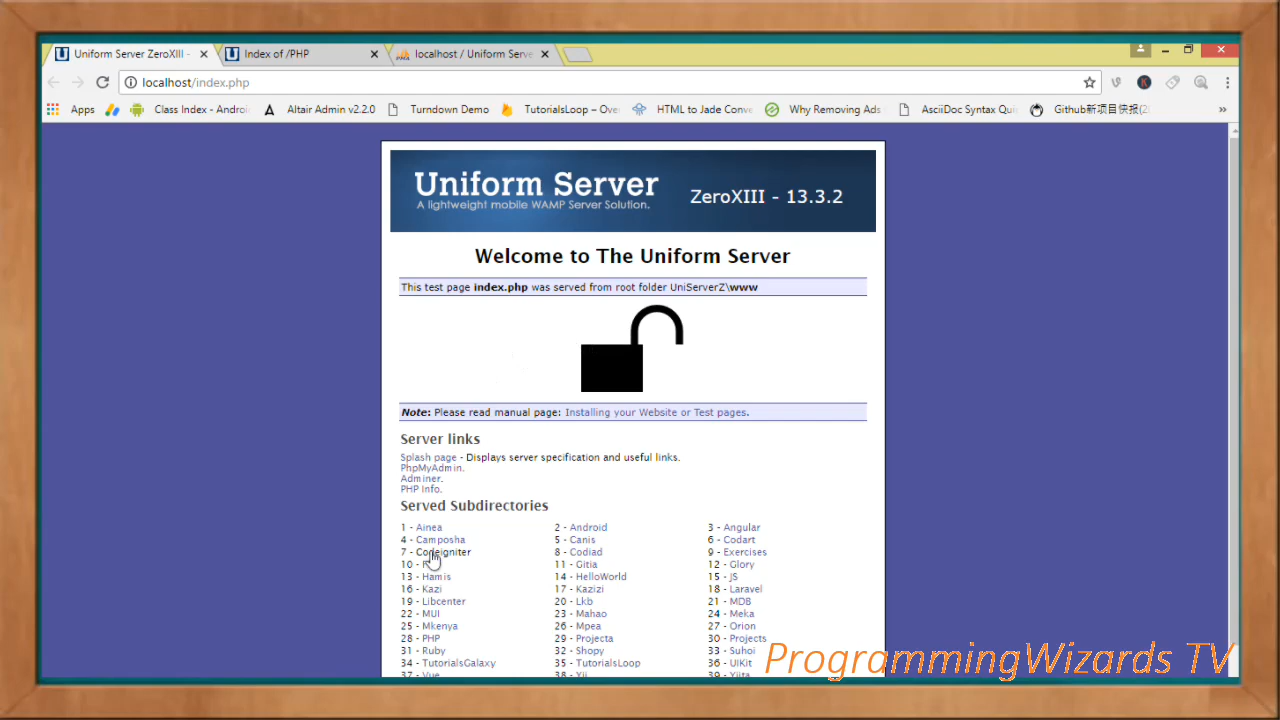 Uniform Server ZeroXIII -
Index of /PHP
localhost / Uniform Serve
localhost/index.php
Apps
Class Index - Androi
Altair Admin v2.2.0
Turndown Demo
TutorialsLoop – Ove
HTML to Jade Conve
Why Removing Ads
AsciiDoc Syntax Qui
Github新项目快报(2
»
Uniform Server
A lightweight mobile WAMP Server Solution.
ZeroXIII - 13.3.2
Welcome to The Uniform Server
This test page index.php was served from root folder UniServerZ\www
Note: Please read manual page: Installing your Website or Test pages.
Server links
Splash page - Displays server specification and useful links.
PhpMyAdmin.
Adminer.
PHP Info.
Served Subdirectories
1 - Ainea 2 - Android 3 - Angular
4 - Camposha 5 - Canis 6 - Codart
7 - Codeigniter 8 - Codiad 9 - Exercises
10 - 11 - Gitia 12 - Glory
13 - Hamis 14 - HelloWorld 15 - JS
16 - Kazi 17 - Kazizi 18 - Laravel
19 - Libcenter 20 - Lkb 21 - MDB
22 - MUI 23 - Mahao 24 - Meka
25 - Mkenya 26 - Mpea 27 - Orion
28 - PHP 29 - Projecta 30 - Projects
31 - Ruby 32 - Shopy 33 - Suhoi
34 - TutorialsGalaxy 35 - TutorialsLoop 36 - UIKit
37 - Vue 38 - Yii 39 - Yiita
ProgrammingWizards TV